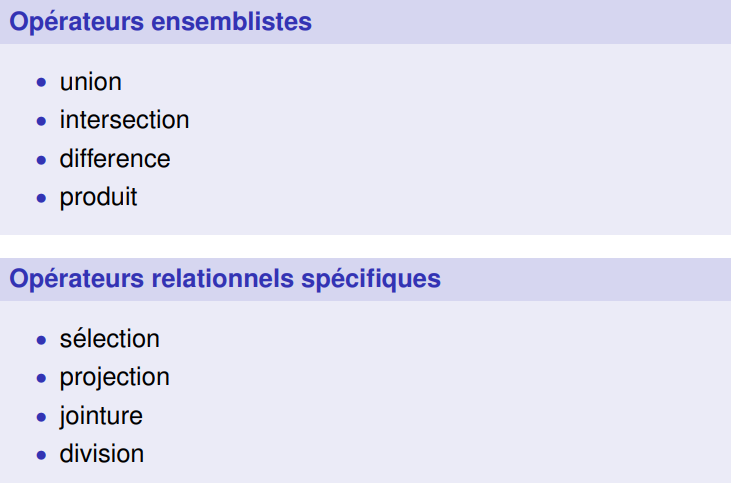 Opérateurs ensemblistes
• union
• intersection
• difference
• produit
Opérateurs relationnels spécifiques
• sélection
• projection
• jointure
• division